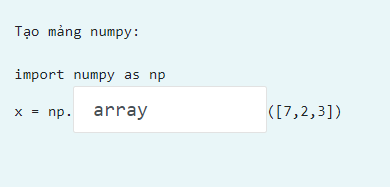 Tạo mảng numpy:
import numpy as np
x = np. array ([7,2,3])